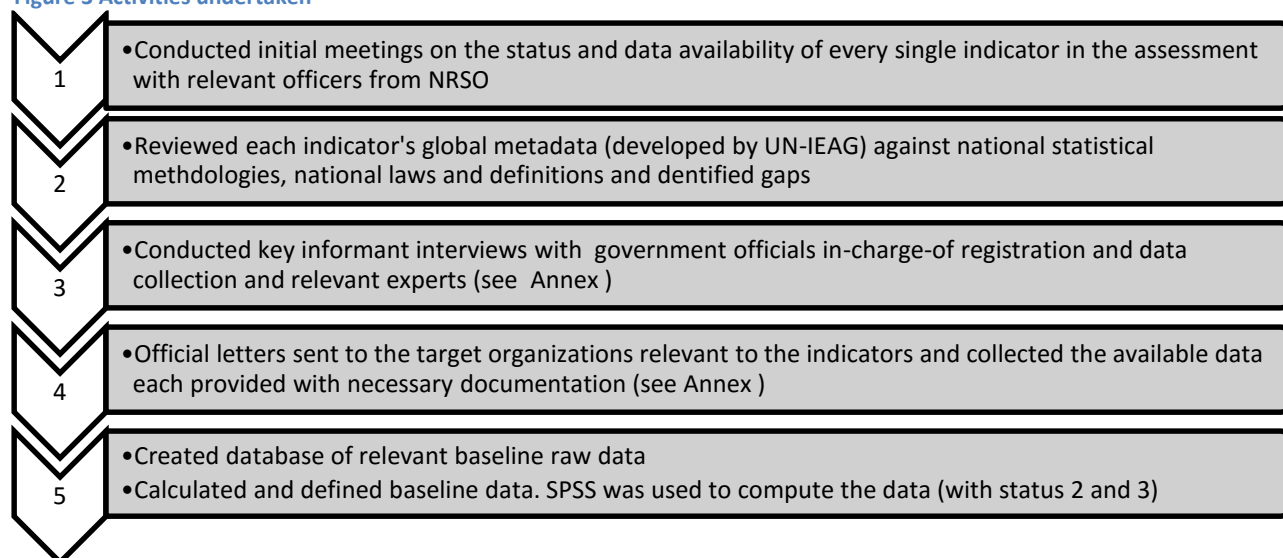 Figure 3 Activities undertaken
1
•Conducted initial meetings on the status and data availability of every single indicator in the assessment
with relevant officers from NRSO
2
•Reviewed each indicator's global metadata (developed by UN-IEAG) against national statistical
methdologies, national laws and definitions and dentified gaps
3
•Conducted key informant interviews with government officials in-charge-of registration and data
collection and relevant experts (see Annex )
4
•Official letters sent to the target organizations relevant to the indicators and collected the available data
each provided with necessary documentation (see Annex )
5
•Created database of relevant baseline raw data
•Calculated and defined baseline data. SPSS was used to compute the data (with status 2 and 3)